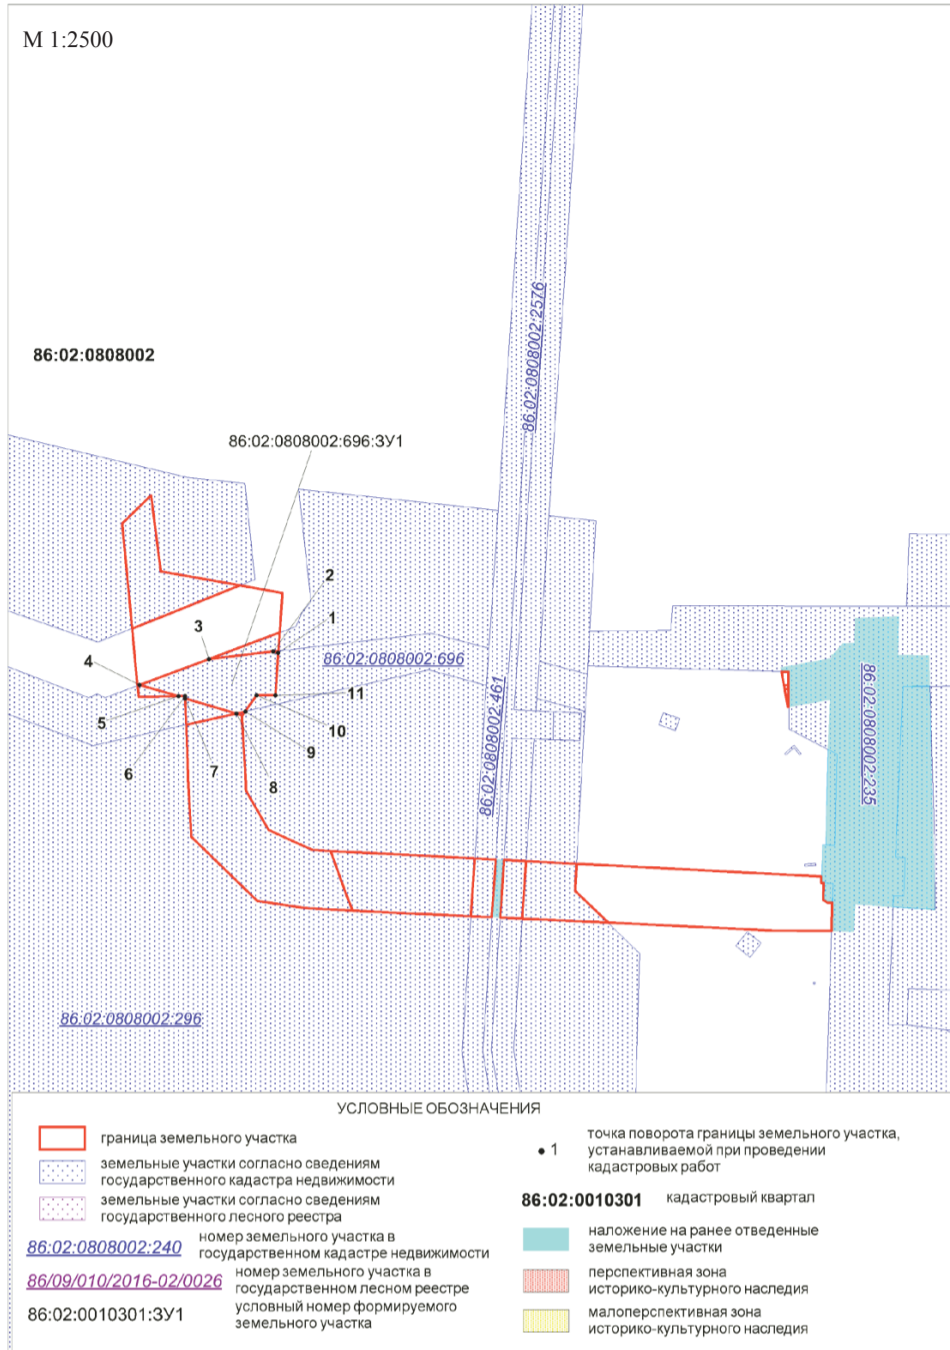 М 1:2500
86:02:0808002:2576
86:02:0808002
86:02:0808002:696:ЗУ1
2
1
3
86:02:0808002:696
4
11
86:02:0808002:461
86:02:0808002:235
5
10
9
6
7
8
86:02:0808002:296
УСЛОВНЫЕ ОБОЗНАЧЕНИЯ
граница земельного участка
земельные участки согласно сведениям
государственного кадастра недвижимости
земельные участки согласно сведениям
государственного лесного реестра
86:02:0808002:240
номер земельного участка в
государственном кадастре недвижимости
86/09/010/2016-02/0026
номер земельного участка в
государственном лесном реестре
86:02:0010301:ЗУ1
условный номер формируемого
земельного участка
1
точка поворота границы земельного участка,
устанавливаемой при проведении
кадастровых работ
86:02:0010301
кадастровый квартал
наложение на ранее отведенные
земельные участки
перспективная зона
историко-культурного наследия
малоперспективная зона
историко-культурного наследия